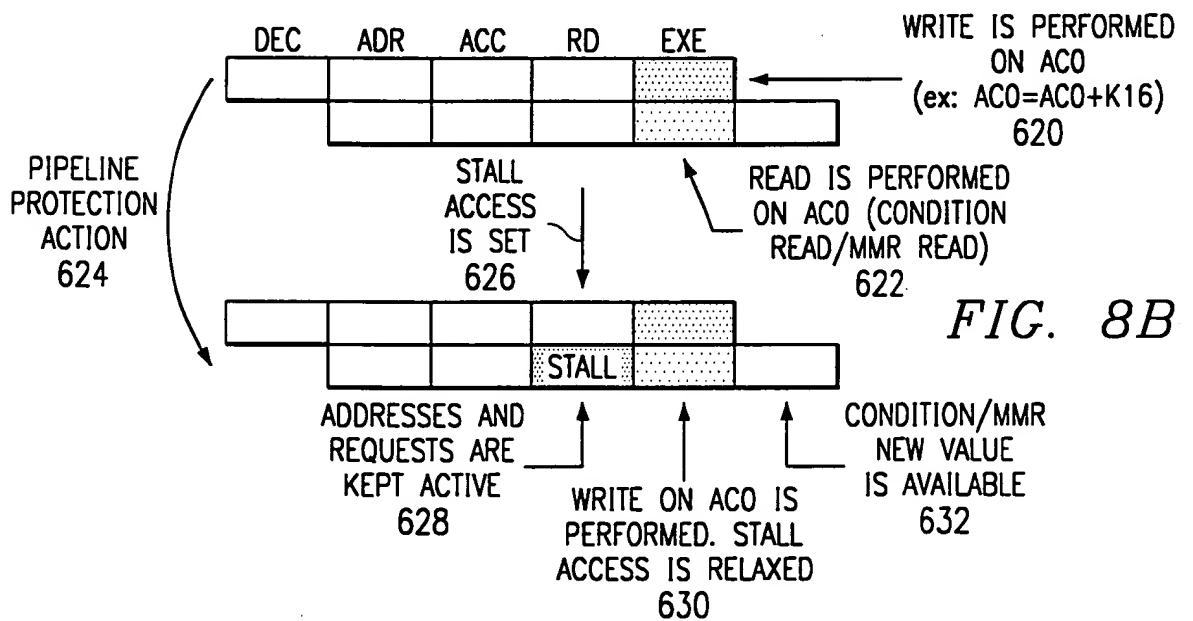 DEC ADR ACC RD EXE
WRITE IS PERFORMED
ON AC0
(ex: AC0=AC0+K16)
620
PIPELINE
PROTECTION
ACTION
624
STALL
ACCESS
IS SET
626
READ IS PERFORMED
ON AC0 (CONDITION
READ/MMR READ)
622
FIG. 8B
STALL
ADDRESSES AND
REQUESTS ARE
KEPT ACTIVE
628
WRITE ON AC0 IS
PERFORMED. STALL
ACCESS IS RELAXED
630
CONDITION/MMR
NEW VALUE
IS AVAILABLE
632